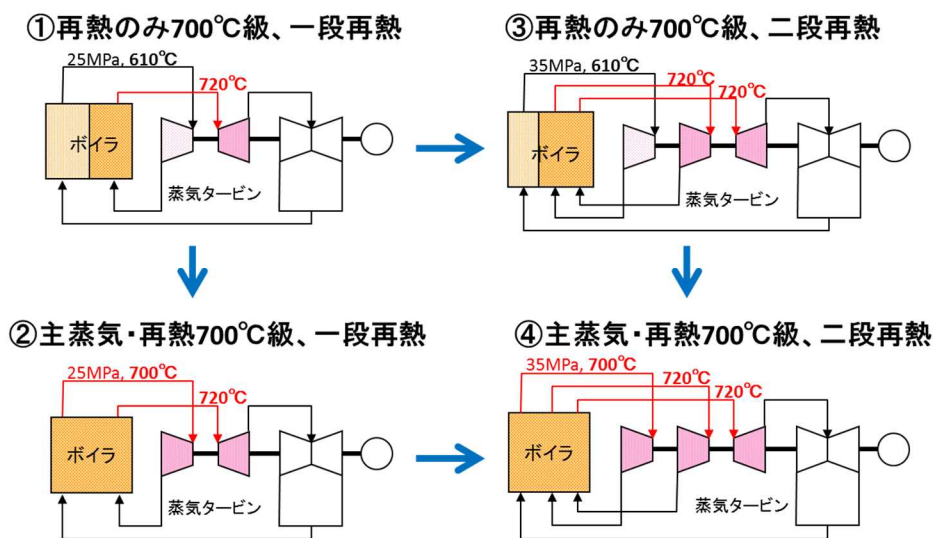 ①再熱のみ700℃級、一段再熱
25MPa, 610℃
720℃
ボイラ
蒸気タービン
③再熱のみ700℃級、二段再熱
35MPa, 610℃
720℃
720℃
ボイラ
蒸気タービン
②主蒸気・再熱700℃級、一段再熱
25MPa, 700℃
720℃
ボイラ
蒸気タービン
④主蒸気・再熱700℃級、二段再熱
35MPa, 700℃
720℃
720℃
ボイラ
蒸気タービン